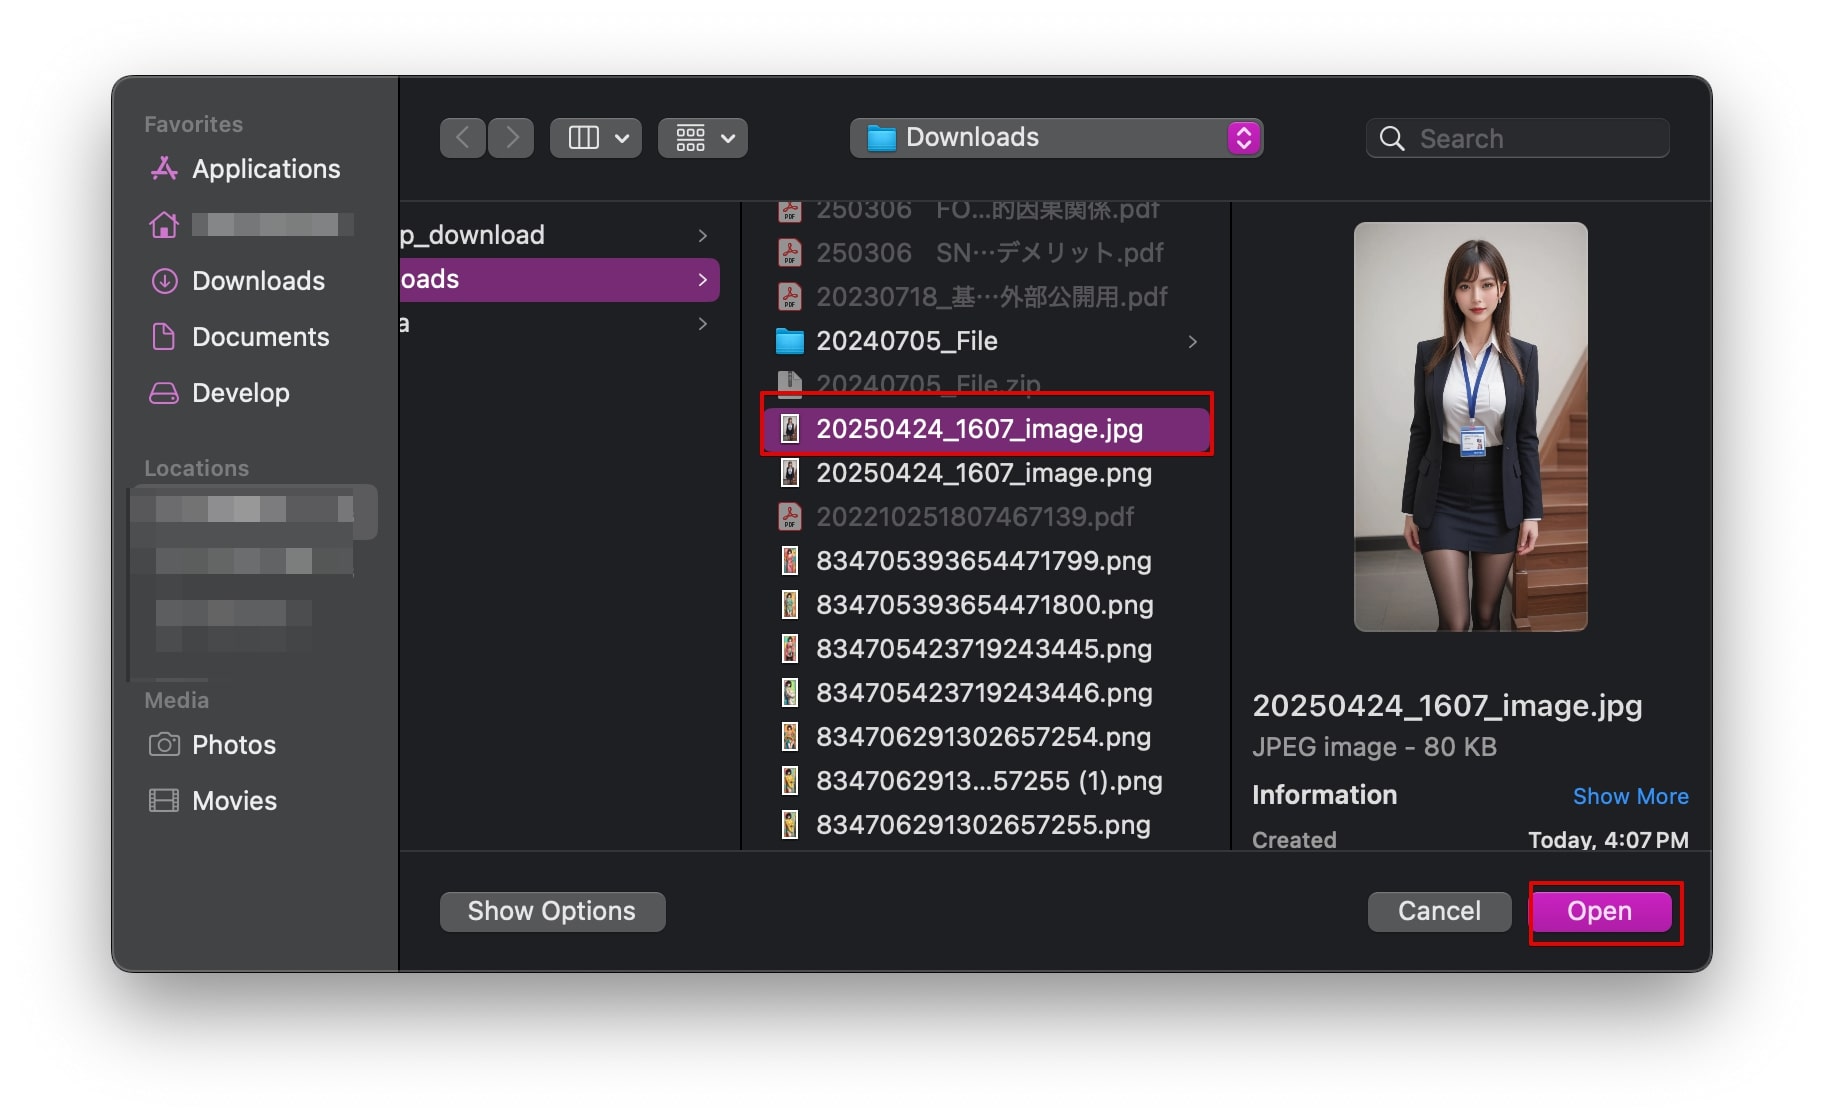 Favorites
Applications
Downloads
Documents
Develop
Locations
Media
Photos
Movies
Downloads
Search
p_download
oads
a
250306 FO...的因果関係.pdf
250306 SN…デメリット.pdf
20230718_基…外部公開用.pdf
20240705_File
20240705_File.zip
20250424_1607_image.jpg
20250424_1607_image.png
202210251807467139.pdf
834705393654471799.png
834705393654471800.png
834705423719243445.png
834705423719243446.png
834706291302657254.png
8347062913...57255 (1).png
834706291302657255.png
20250424_1607_image.jpg
JPEG image - 80 KB
Information Show More
Created Today, 4:07 PM
Show Options
Cancel
Open